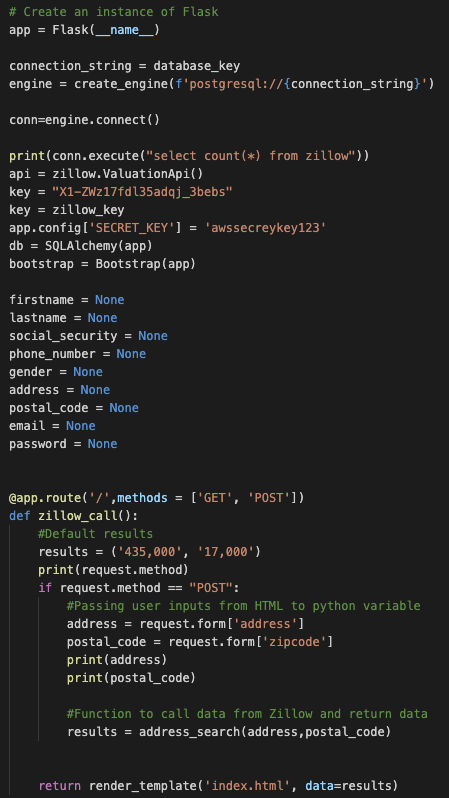 # Create an instance of Flask
app = Flask(__name__)
connection_string = database_key
engine = create_engine(f'postgresql://{connection_string}')
conn=engine.connect()
print(conn.execute("select count(*) from zillow"))
api = zillow.ValuationApi()
key = "X1-ZWz17fdl35adqj_3bebs"
key = zillow_key
app.config['SECRET_KEY'] = 'awssecreykey123'
db = SQLAlchemy(app)
bootstrap = Bootstrap(app)
firstname = None
lastname = None
social_security = None
phone_number = None
gender = None
address = None
postal_code = None
email = None
password = None
@app.route('/',methods = ['GET', 'POST'])
def zillow_call():
    #Default results
    results = ('435,000', '17,000')
    print(request.method)
    if request.method == "POST":
        #Passing user inputs from HTML to python variable
        address = request.form['address']
        postal_code = request.form['zipcode']
        print(address)
        print(postal_code)
        #Function to call data from Zillow and return data
        results = address_search(address,postal_code)
    return render_template('index.html', data=results)